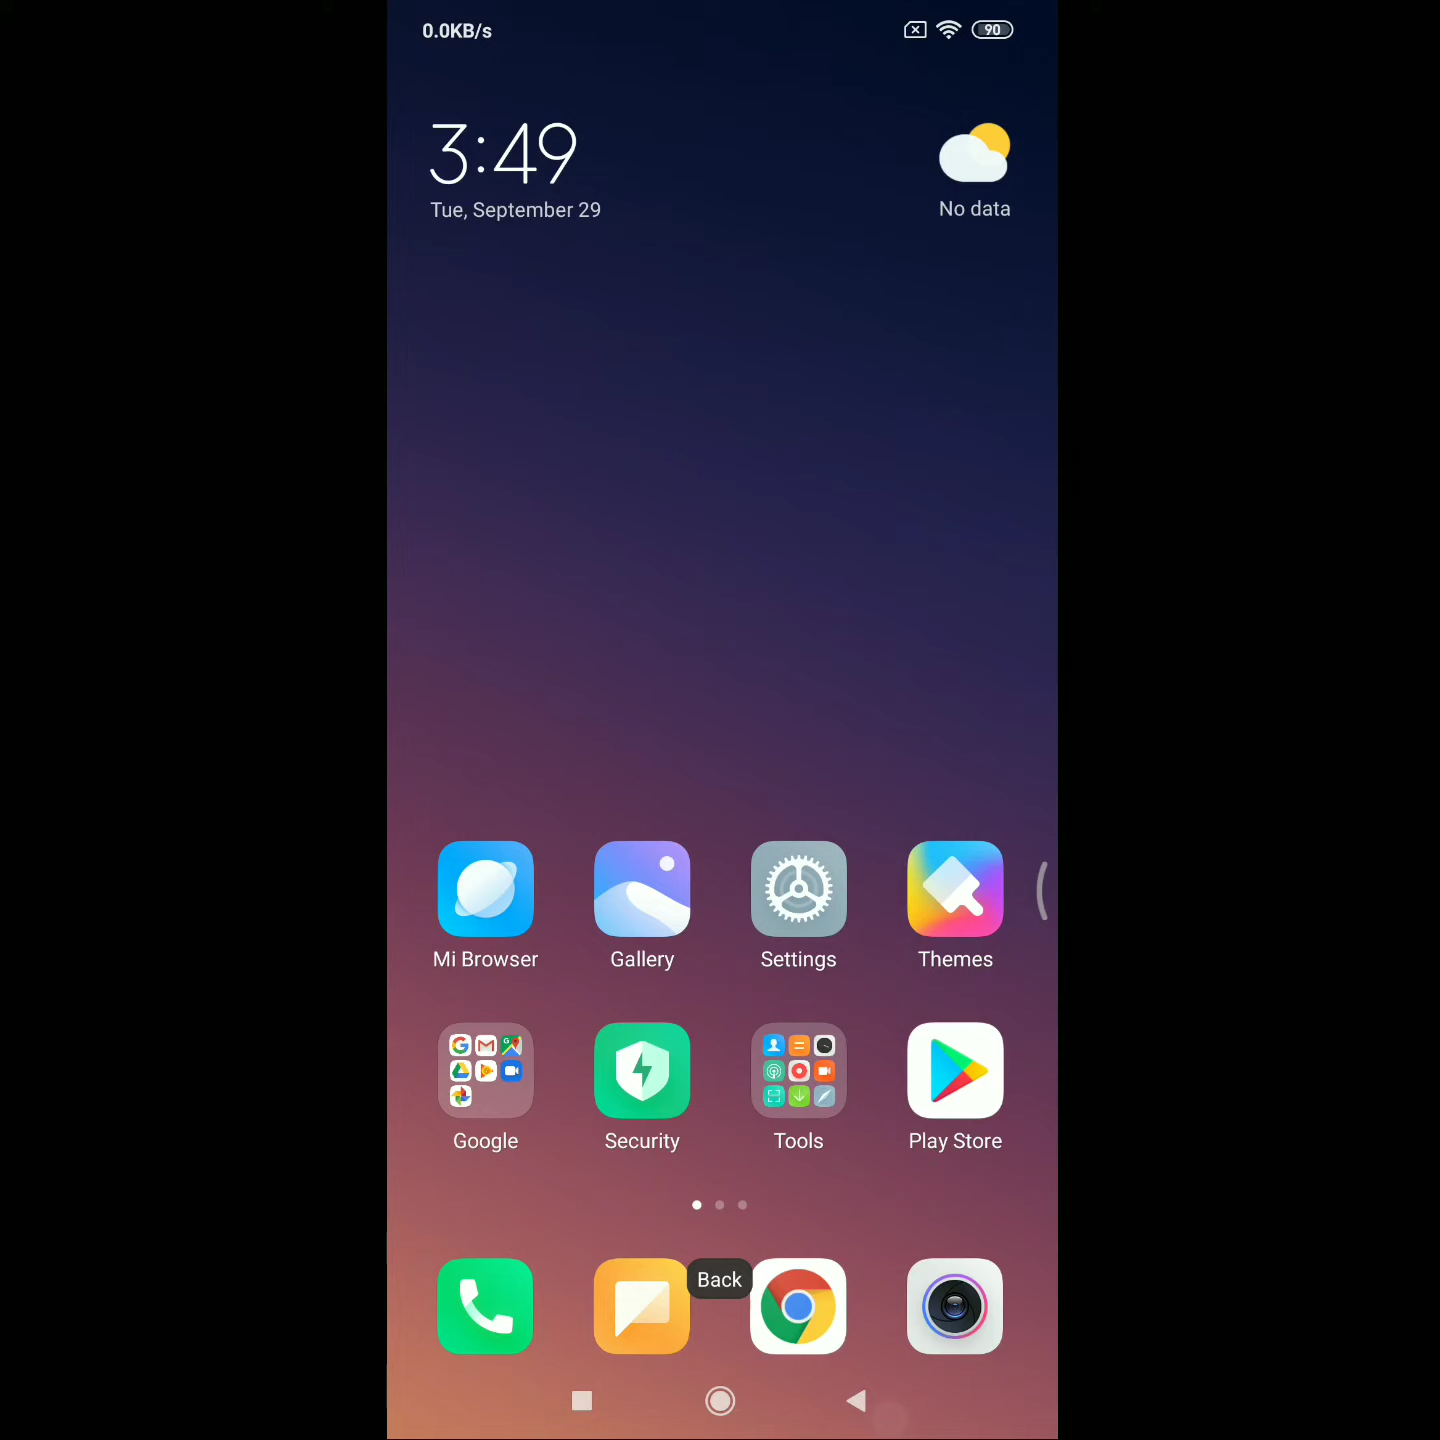 0.0KB/s
90
3:49
Tue, September 29
No data
Mi Browser
Gallery
Settings
Themes
Google
Security
Tools
Play Store
Back